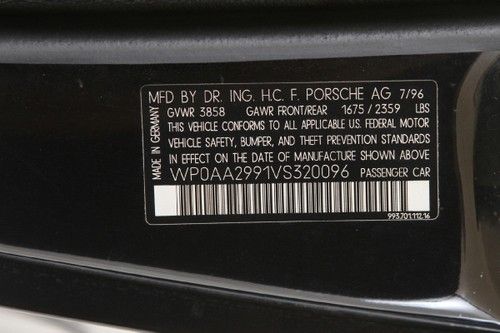 MFD BY DR. ING. H.C. F. PORSCHE AG 7/96
GVWR 3858 GAWR FRONT/REAR 1675 / 2359 LBS
THIS VEHICLE CONFORMS TO ALL APPLICABLE U.S. FEDERAL MOTOR
VEHICLE SAFETY, BUMPER, AND THEFT PREVENTION STANDARDS
IN EFFECT ON THE DATE OF MANUFACTURE SHOWN ABOVE.
WP0AA2991VS320096 PASSENGER CAR
993.701.112.16
MADE IN GERMANY